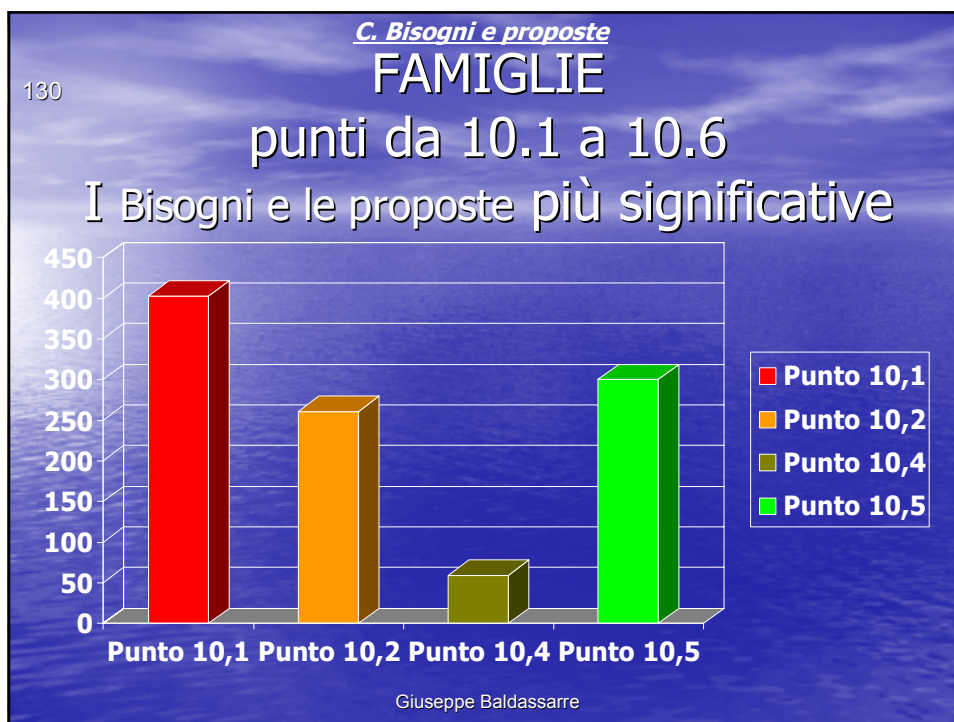 C. Bisogni e proposte
FAMIGLIE
130
punti da 10.1 a 10.6
I Bisogni e le proposte più significative
450
400
350
300
250
200
150
100
50
0
Punto 10,1 Punto 10,2 Punto 10,4 Punto 10,5
Punto 10,1
Punto 10,2
Punto 10,4
Punto 10,5
Giuseppe Baldassarre